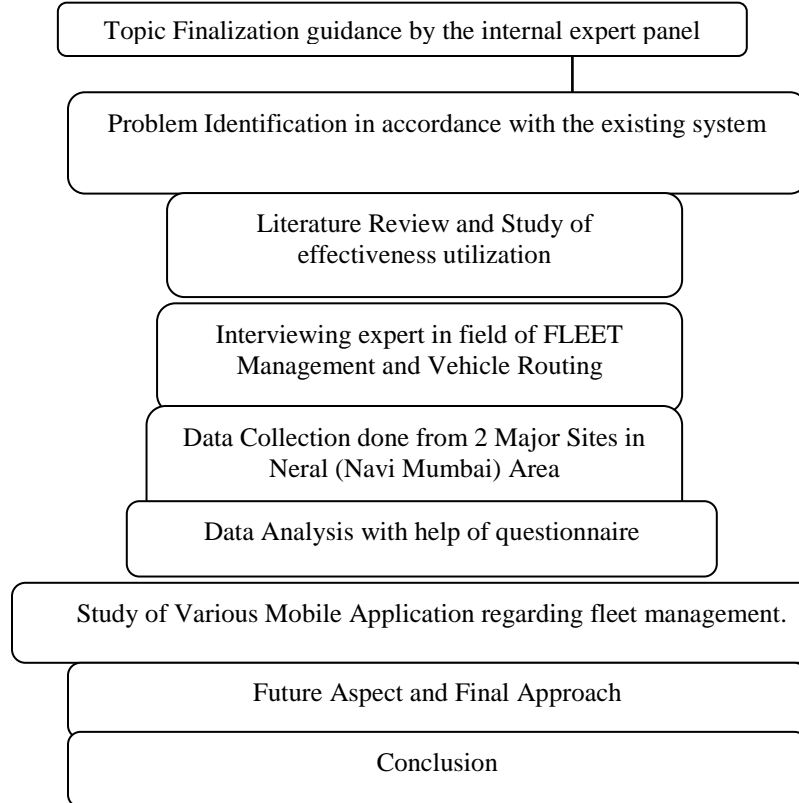 Topic Finalization guidance by the internal expert panel
Problem Identification in accordance with the existing system
Literature Review and Study of
effectiveness utilization
Interviewing expert in field of FLEET
Management and Vehicle Routing
Data Collection done from 2 Major Sites in
Neral (Navi Mumbai) Area
Data Analysis with help of questionnaire
Study of Various Mobile Application regarding fleet management.
Future Aspect and Final Approach
Conclusion